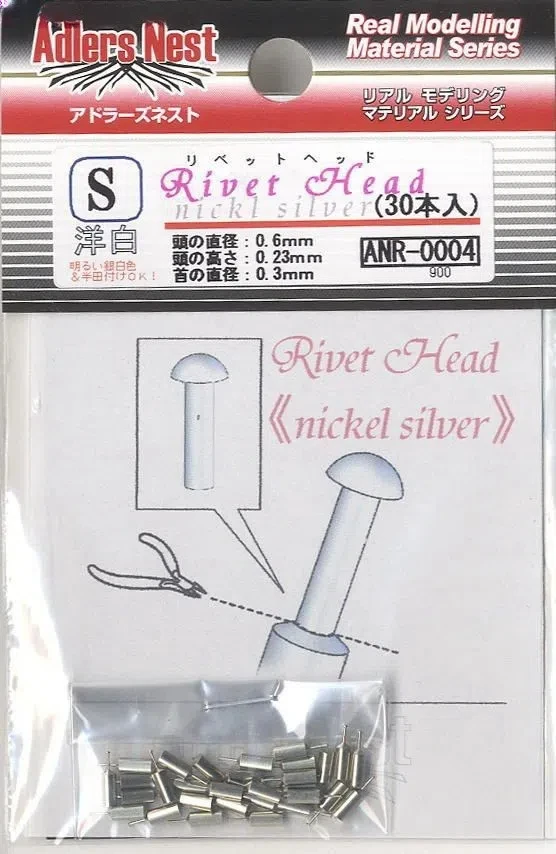 Adlers Nest
アドラーズネスト
Real Modelling
Material Series
リアル モデリング
マテリアル シリーズ
S
洋白
明るい銀白色
&半田付けOK!
リベットヘッド
Rivet Head
nickl silver(30本入)
頭の直径:0.6mm
頭の高さ:0.23mm
首の直径:0.3mm
ANR-0004
900
Rivet Head
《nickel silver》